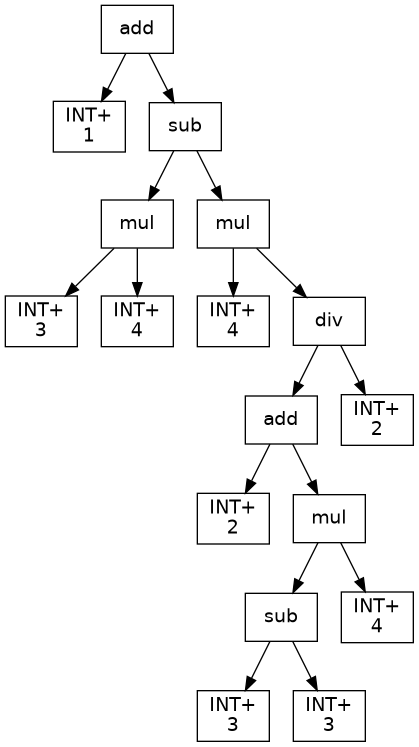 add
INT+
1
sub
mul
mul
INT+
3
INT+
4
INT+
4
div
add
INT+
2
INT+
2
mul
sub
INT+
4
INT+
3
INT+
3